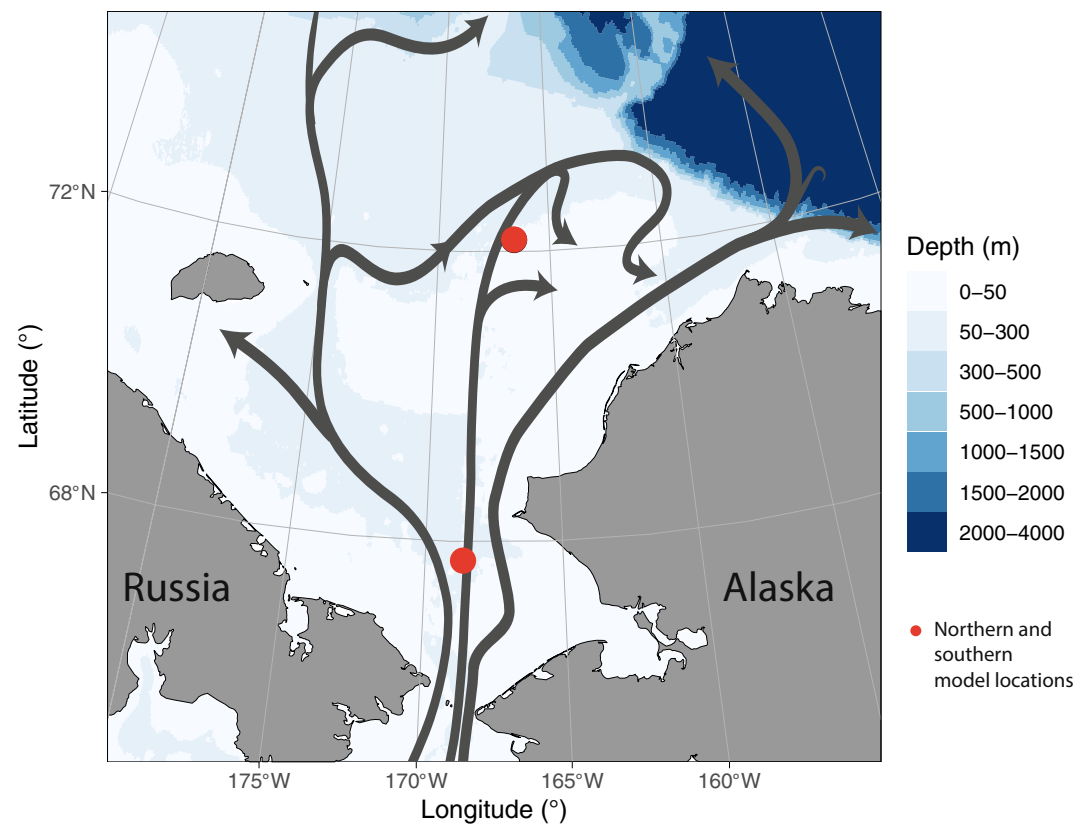 72°N
68°N
Latitude (°)
Russia
Alaska
175°W
170°W
165°W
160°W
Longitude (°)
Depth (m)
0–50
50–300
300–500
500–1000
1000–1500
1500–2000
2000–4000
Northern and
southern
model locations